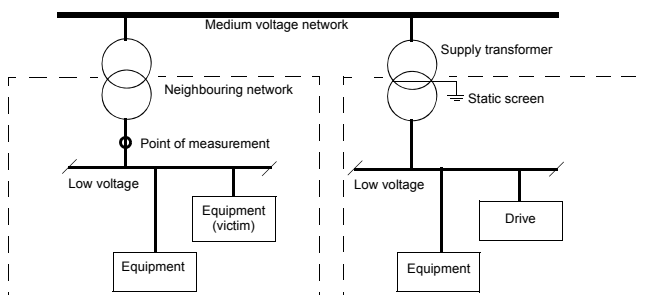 Medium voltage network
Supply transformer
Neighbouring network
Static screen
Point of measurement
Low voltage
Low voltage
Equipment
(victim)
Drive
Equipment
Equipment